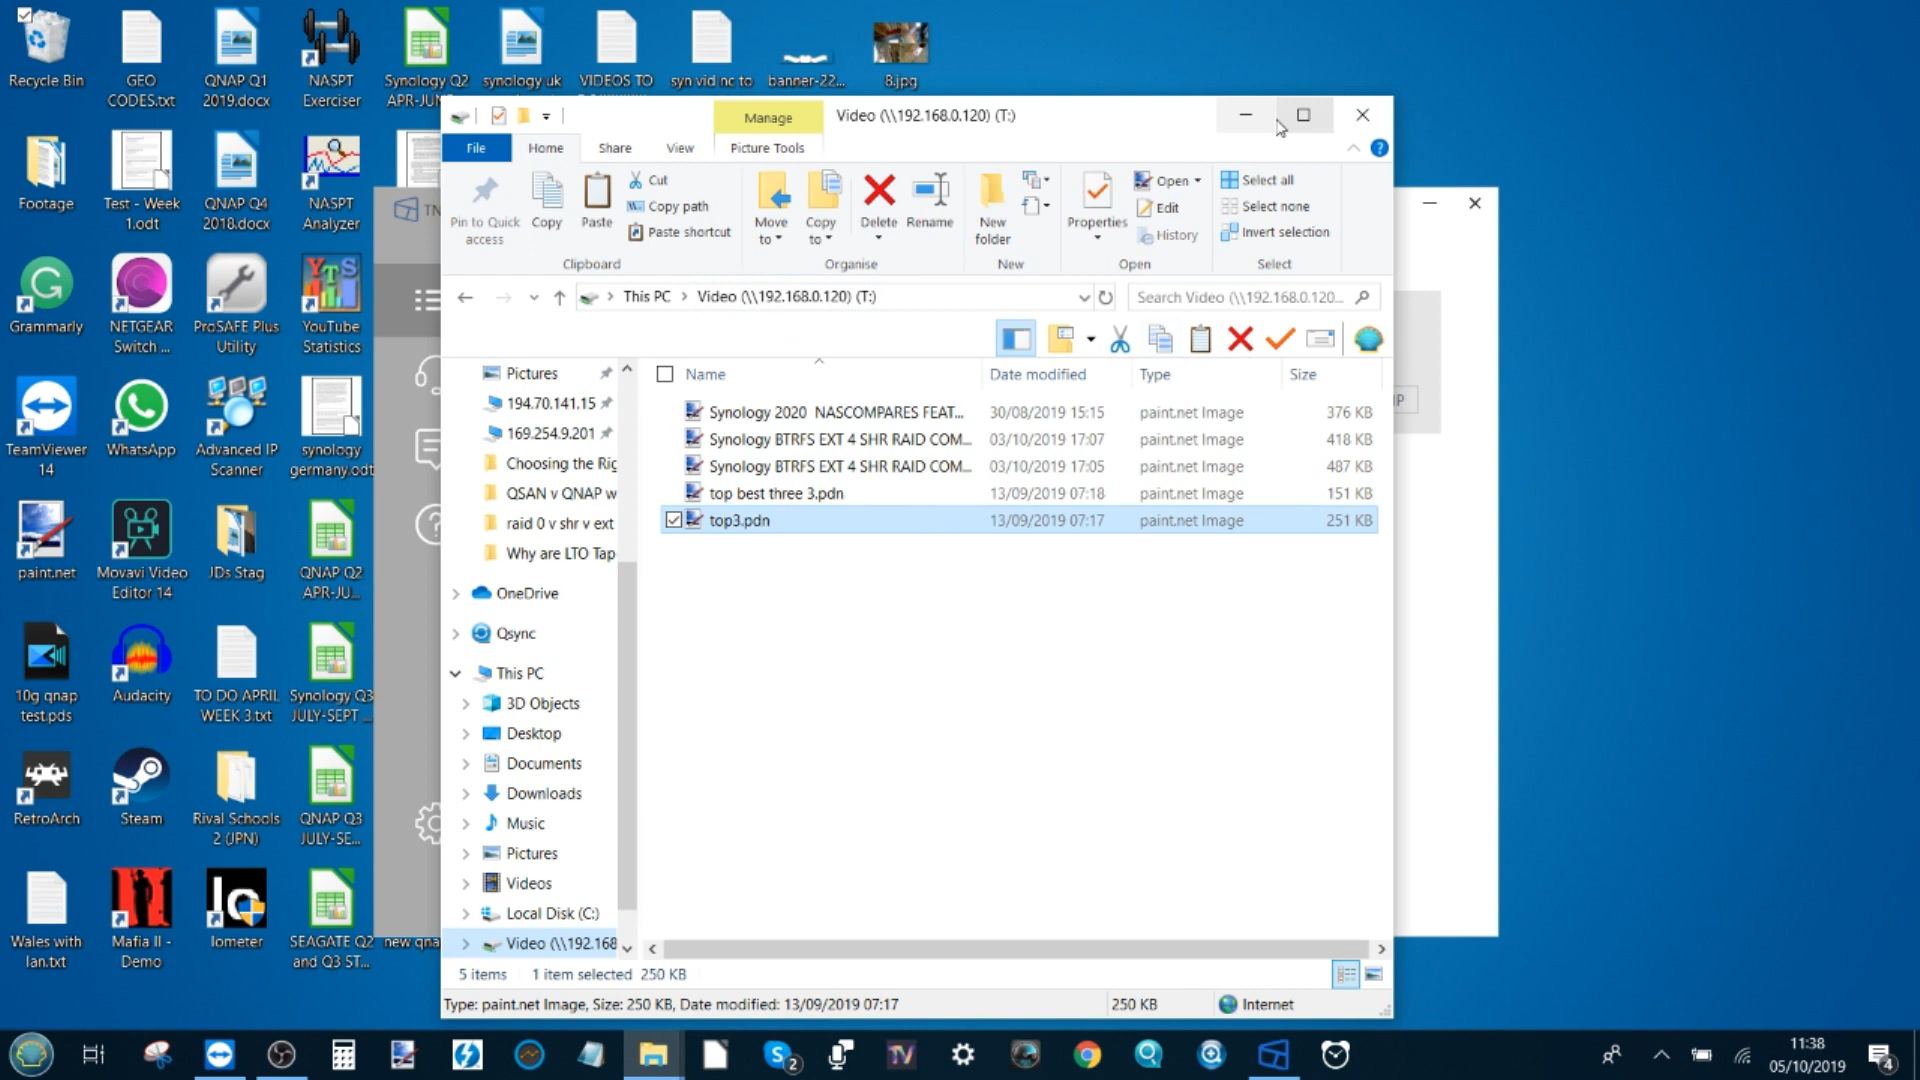 Recycle Bin
GEO CODES.txt
QNAP Q1 2019.docx
NASPT Exerciser
Synology Q2 APR-JUN
synology uk
VIDEOS TO
syn vid nc to
banner-22...
8.jpg
Footage
Test - Week 1.odt
QNAP Q4 2018.docx
NASPT Analyzer
Grammarly
NETGEAR Switch ...
ProSAFE Plus Utility
YouTube Statistics
TeamViewer 14
WhatsApp
Advanced IP Scanner
synology germany.odt
paint.net
Movavi Video Editor 14
JDs Stag
QNAP Q2 APR-JU...
10g qnap test.pds
Audacity
TO DO APRIL WEEK 3.txt
Synology Q3 JULY-SEPT ...
RetroArch
Steam
Rival Schools 2 (JPN)
QNAP Q3 JULY-SE...
Wales with Ian.txt
Mafia II - Demo
Iometer
SEAGATE Q2 and Q3 ST...
new qna
TN
IP
Manage
Video (\\192.168.0.120) (T:)
File
Home
Share
View
Picture Tools
Pin to Quick access
Copy
Paste
Cut
Copy path
Paste shortcut
Clipboard
Move to
Copy to
Delete
Rename
Organise
New folder
New
Properties
Open
Edit
History
Open
Select all
Select none
Invert selection
Select
This PC > Video (\\192.168.0.120) (T:)
Search Video (\\192.168.0.120...
Name
Date modified
Type
Size
Synology 2020 NASCOMPARES FEAT... 30/08/2019 15:15 paint.net Image 376 KB
Synology BTRFS EXT 4 SHR RAID COM... 03/10/2019 17:07 paint.net Image 418 KB
Synology BTRFS EXT 4 SHR RAID COM... 03/10/2019 17:05 paint.net Image 487 KB
top best three 3.pdn 13/09/2019 07:18 paint.net Image 151 KB
top3.pdn 13/09/2019 07:17 paint.net Image 251 KB
Pictures
194.70.141.15
169.254.9.201
Choosing the Rig
QSAN v QNAP w
raid 0 v shr v ext
Why are LTO Tap
OneDrive
Qsync
This PC
3D Objects
Desktop
Documents
Downloads
Music
Pictures
Videos
Local Disk (C:)
Video (\\192.168
5 items 1 item selected 250 KB
Type: paint.net Image, Size: 250 KB, Date modified: 13/09/2019 07:17
250 KB
Internet
2
TV
11:38
05/10/2019
4